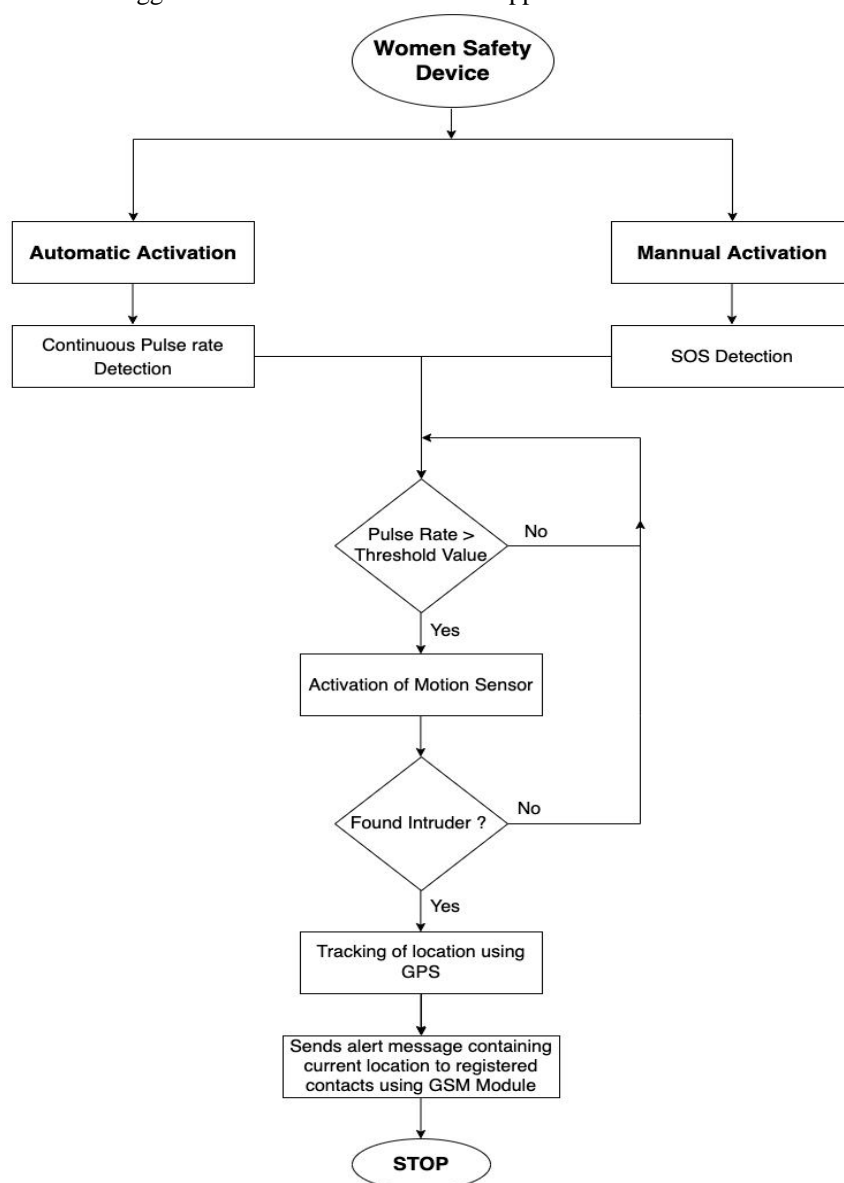 Women Safety
Device
Automatic Activation
Mannual Activation
Continuous Pulse rate
Detection
SOS Detection
Pulse Rate >
Threshold Value
No
Yes
Activation of Motion Sensor
Found Intruder ?
No
Yes
Tracking of location using
GPS
Sends alert message containing
current location to registered
contacts using GSM Module
STOP